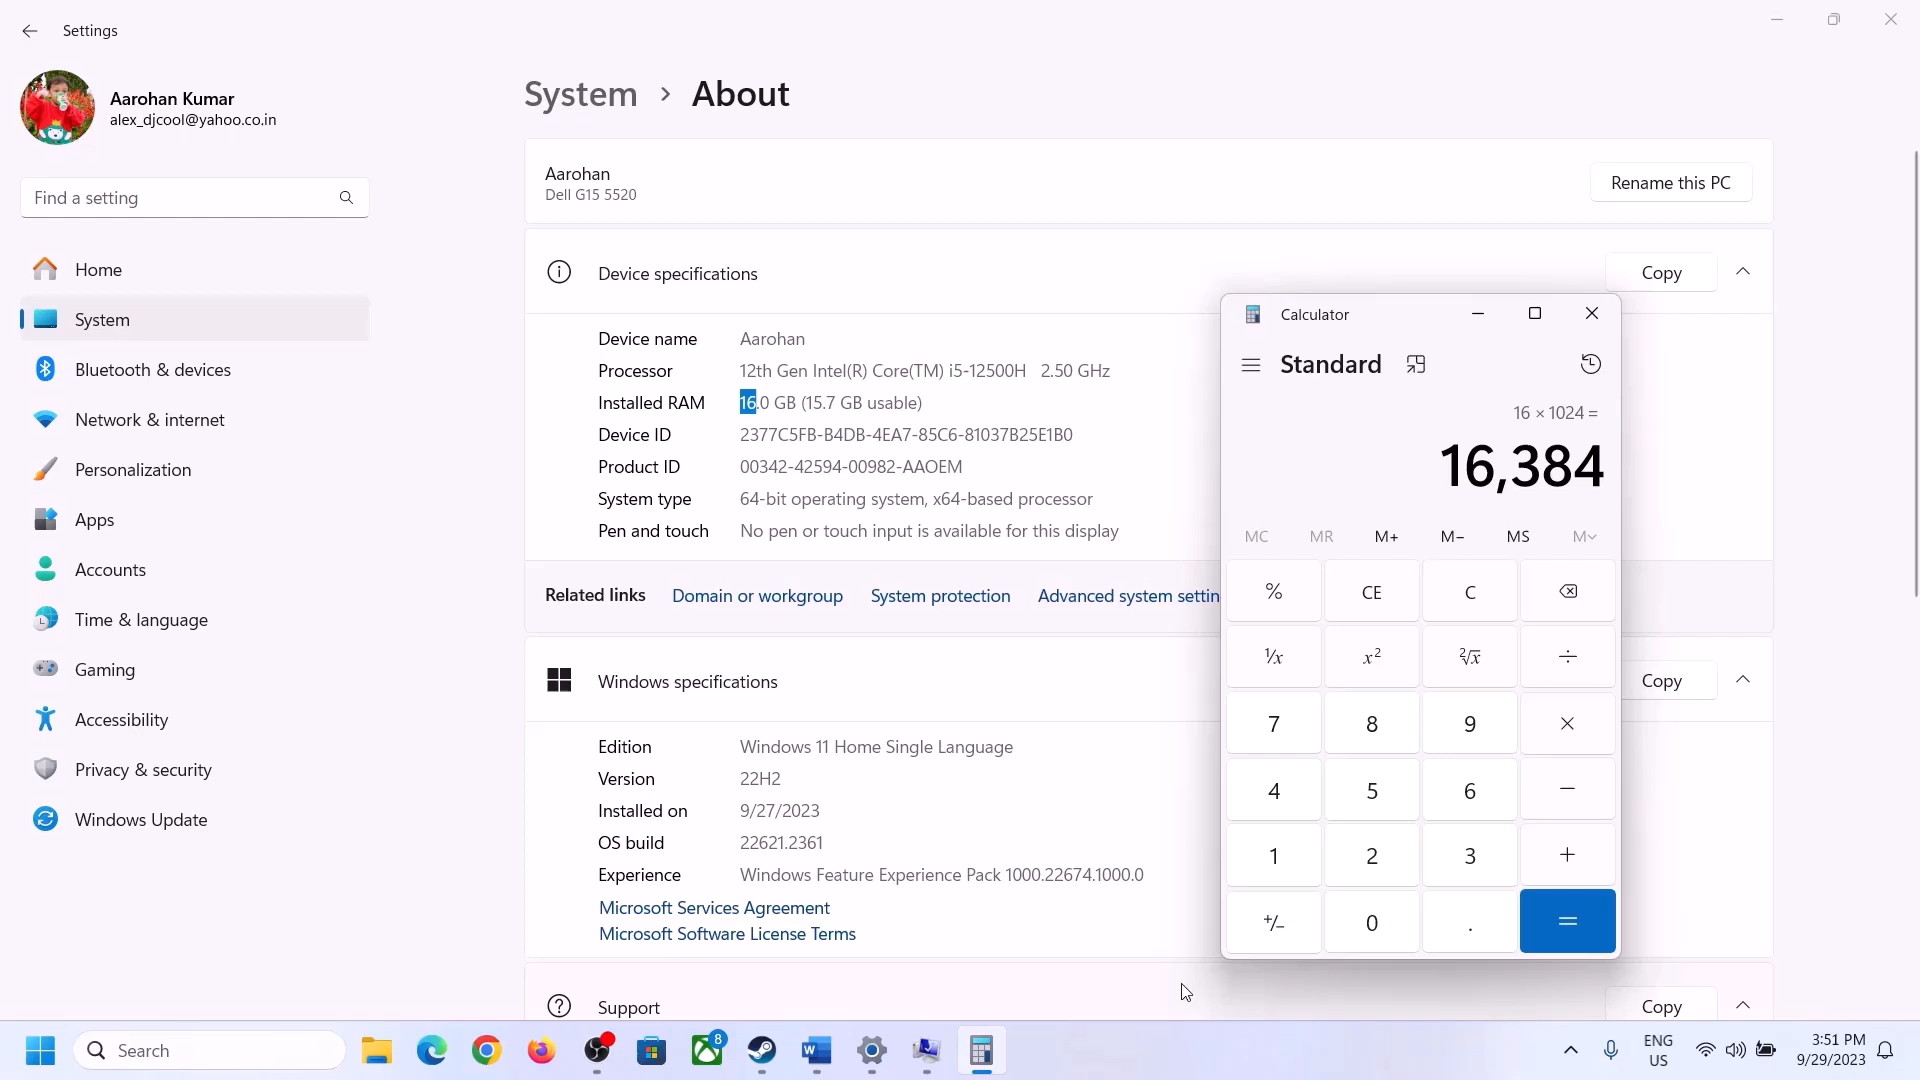 Settings
Aarohan Kumar
alex_djcool@yahoo.co.in
Find a setting
Home
System
Bluetooth & devices
Network & internet
Personalization
Apps
Accounts
Time & language
Gaming
Accessibility
Privacy & security
Windows Update
System > About
Aarohan
Dell G15 5520
Rename this PC
Device specifications
Copy
Device name Aarohan
Processor 12th Gen Intel(R) Core(TM) i5-12500H 2.50 GHz
Installed RAM 16.0 GB (15.7 GB usable)
Device ID 2377C5FB-B4DB-4EA7-85C6-81037B25E1B0
Product ID 00342-42594-00982-AAOEM
System type 64-bit operating system, x64-based processor
Pen and touch No pen or touch input is available for this display
Related links Domain or workgroup System protection Advanced system settin
Windows specifications
Copy
Edition Windows 11 Home Single Language
Version 22H2
Installed on 9/27/2023
OS build 22621.2361
Experience Windows Feature Experience Pack 1000.22674.1000.0
Microsoft Services Agreement
Microsoft Software License Terms
Support
Copy
Calculator
Standard
16 × 1024 =
16,384
MC MR M+ M− MS M
% CE C
⅟x x² ²√x ÷
7 8 9 ×
4 5 6 −
1 2 3 +
+/− 0 . =
Search
8
ENG
US
3:51 PM
9/29/2023